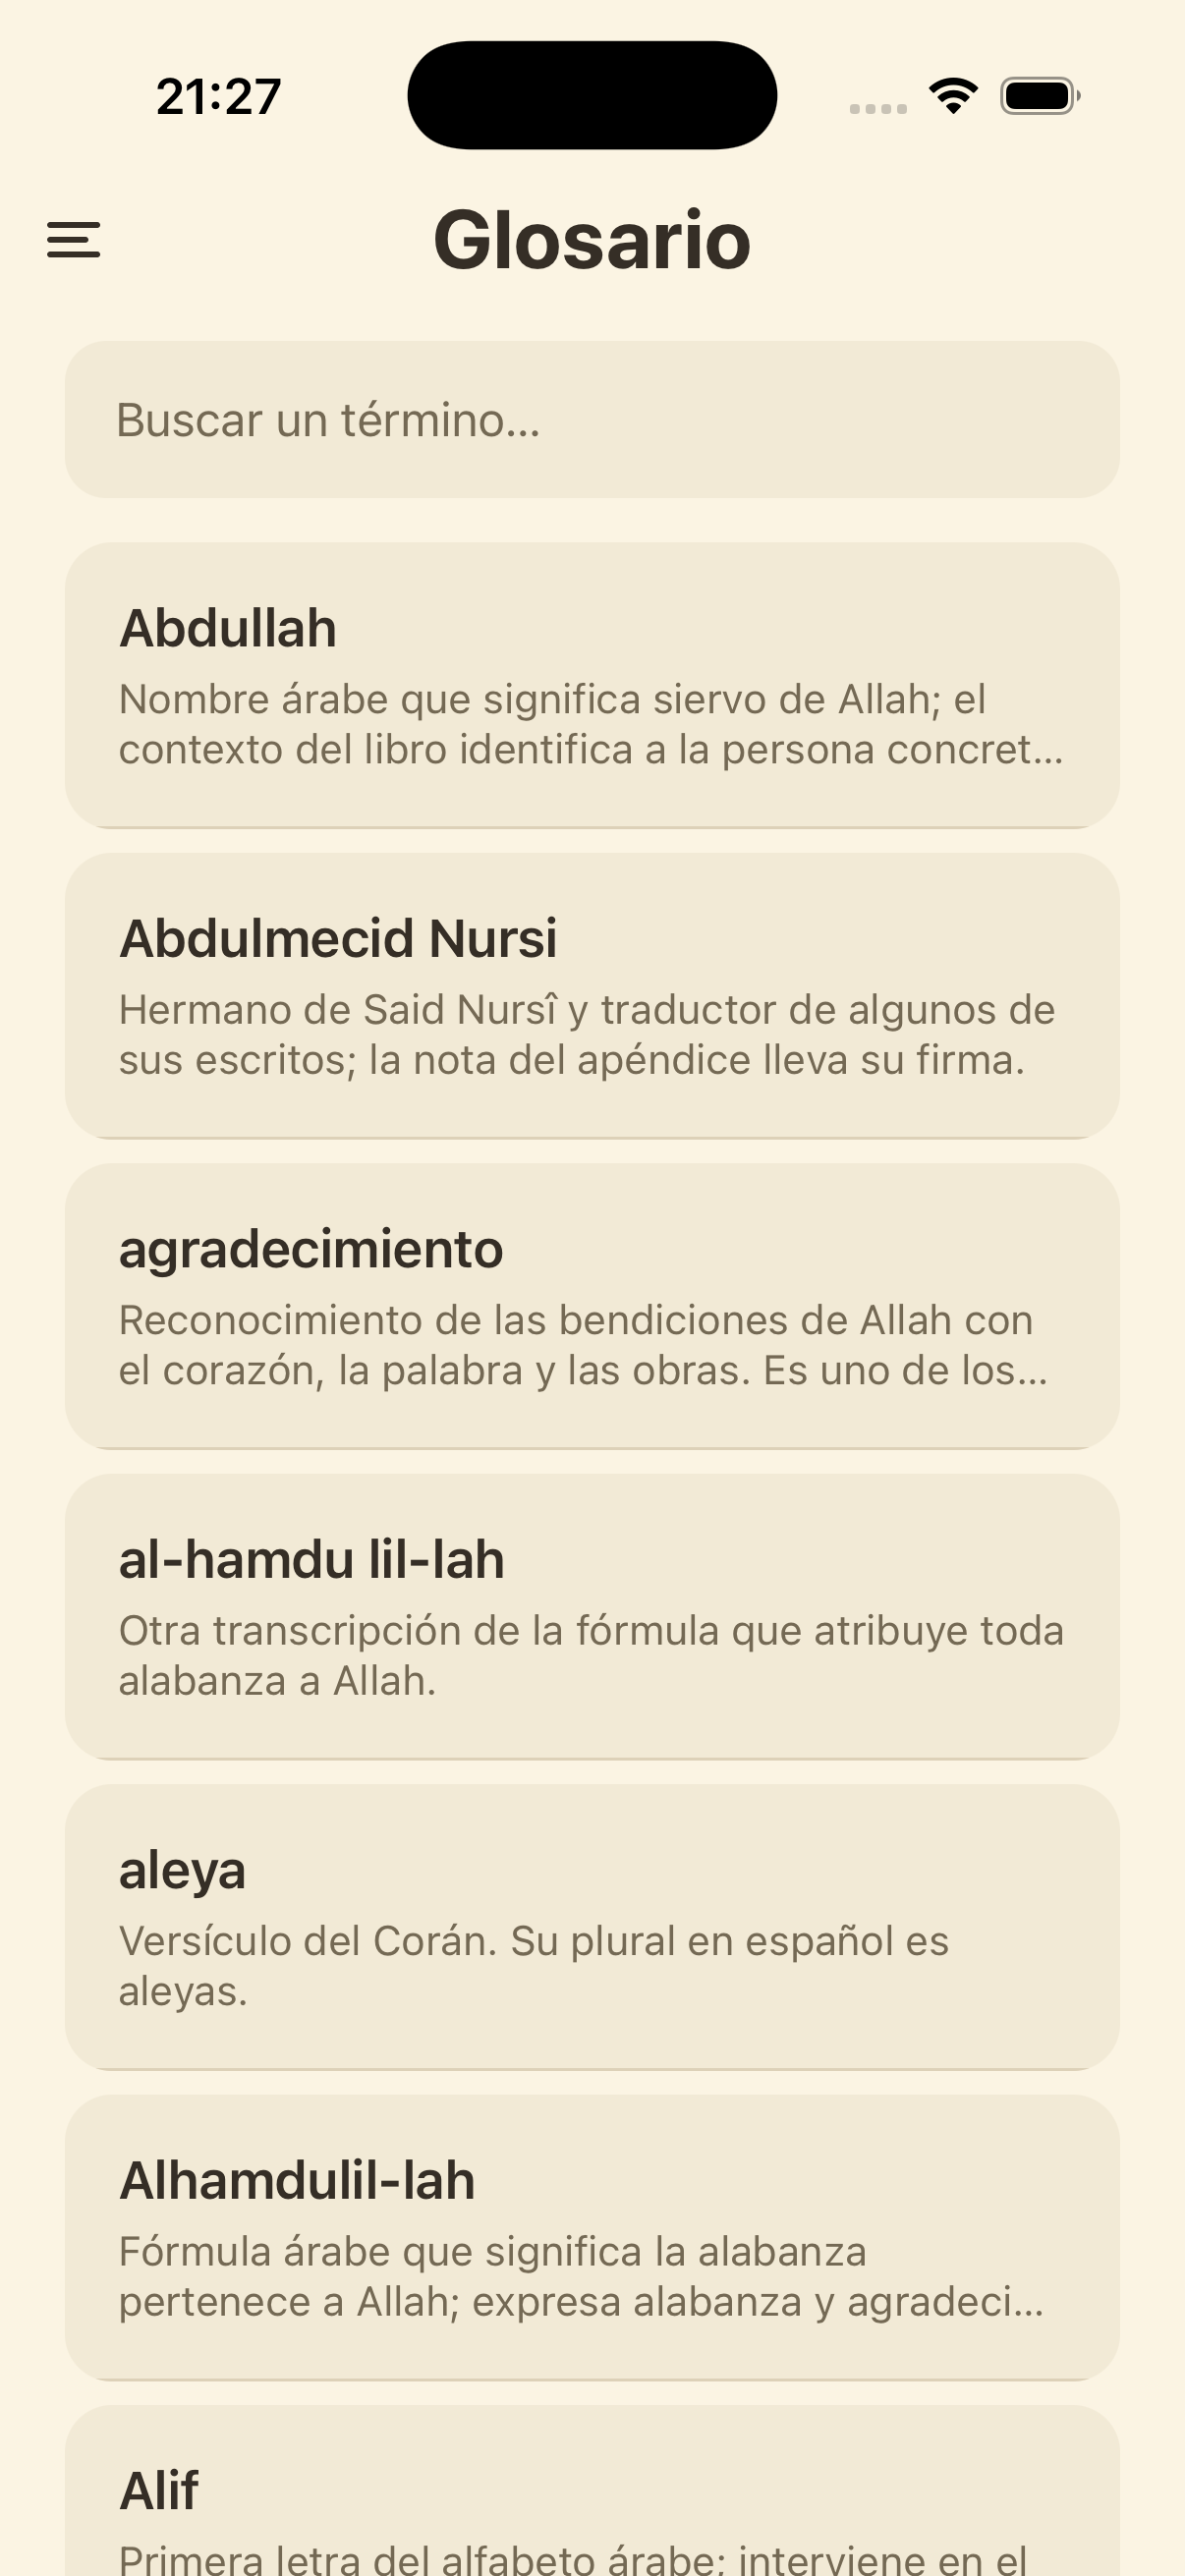 21:27
Glosario
Buscar un término...
Abdullah
Nombre árabe que significa siervo de Allah; el
contexto del libro identifica a la persona concret...
Abdulmecid Nursi
Hermano de Said Nursî y traductor de algunos de
sus escritos; la nota del apéndice lleva su firma.
agradecimiento
Reconocimiento de las bendiciones de Allah con
el corazón, la palabra y las obras. Es uno de los...
al-hamdu lil-lah
Otra transcripción de la fórmula que atribuye toda
alabanza a Allah.
aleya
Versículo del Corán. Su plural en español es
aleyas.
Alhamdulil-lah
Fórmula árabe que significa la alabanza
pertenece a Allah; expresa alabanza y agradeci...
Alif
Primera letra del alfabeto árabe; interviene en el